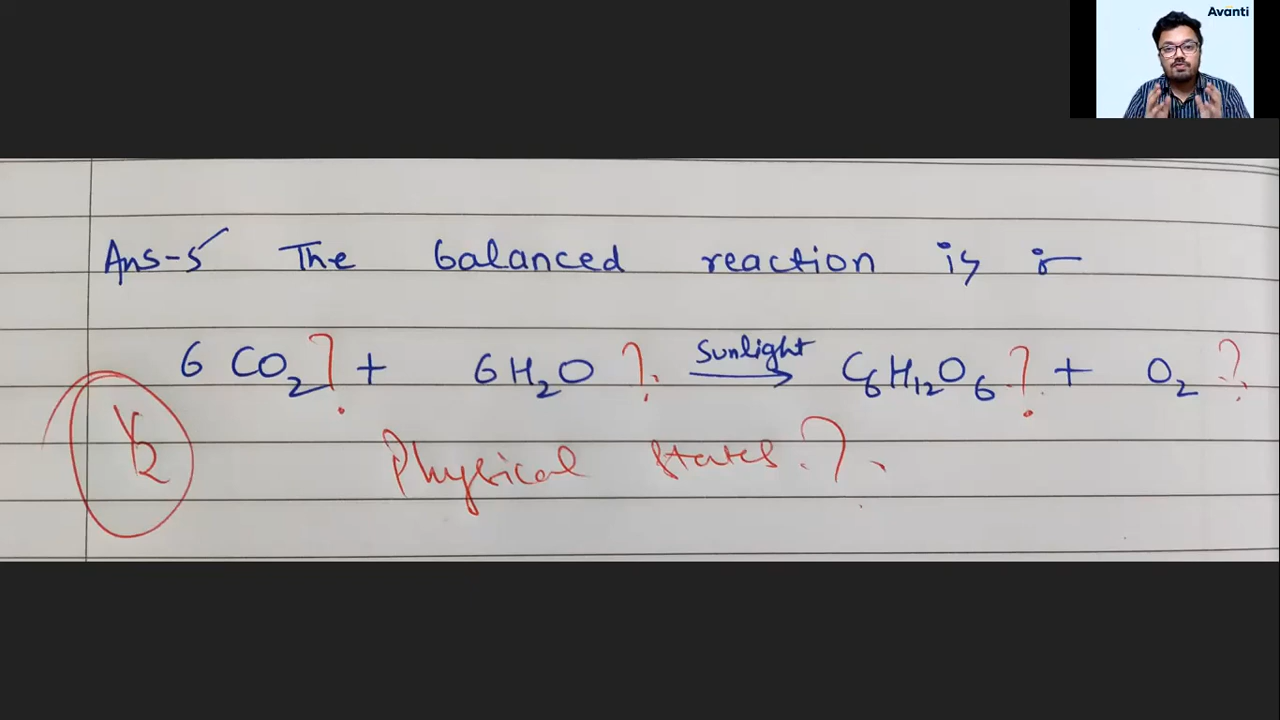 Avanti
Ans-5 The balanced reaction is :-
6 CO2 ? + 6H2O ? Sunlight C6H12O6 ? + O2 ?
1/2
Physical states ?